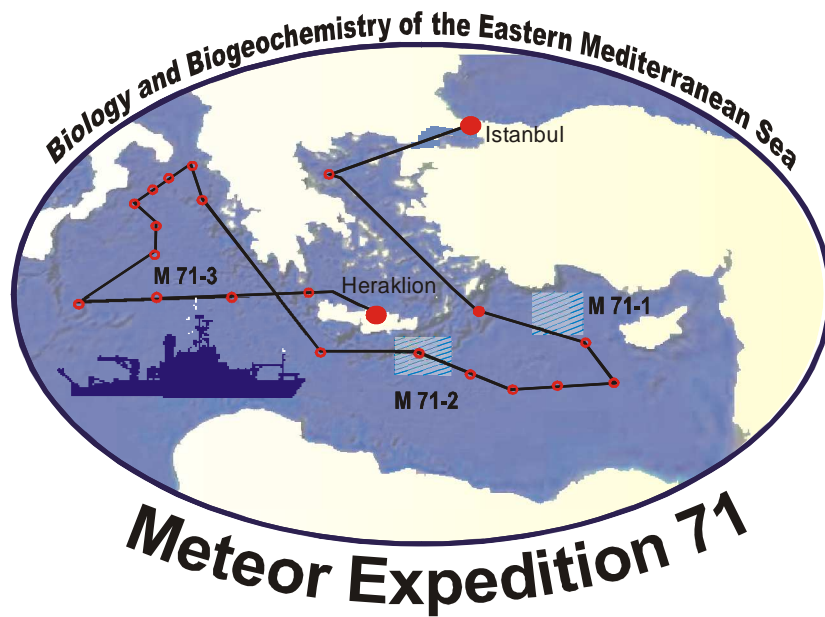 Biology and Biogeochemistry of the Eastern Mediterranean Sea
Istanbul
M 71-3
Heraklion
M 71-1
M 71-2
Meteor Expedition 71